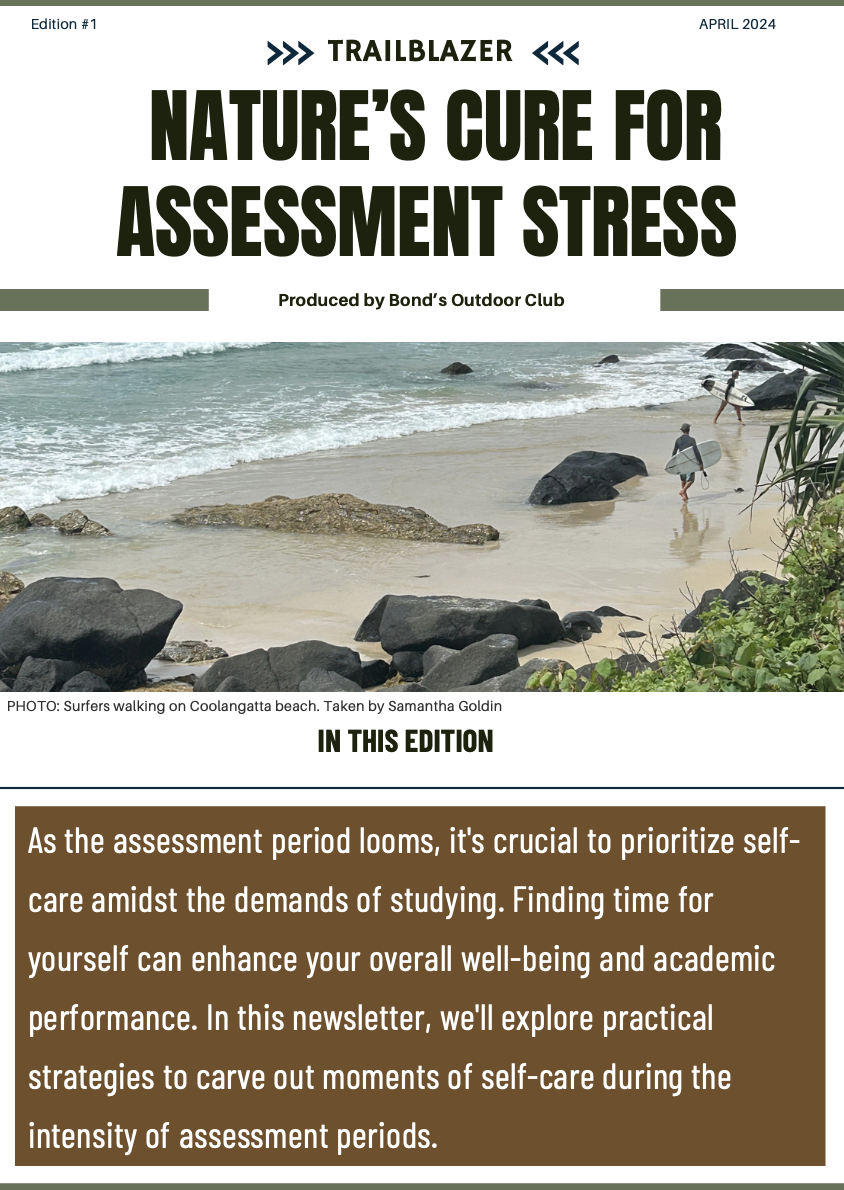 Edition #1
APRIL 2024
>>> TRAILBLAZER <<<
NATURE’S CURE FOR
ASSESSMENT STRESS
Produced by Bond’s Outdoor Club
PHOTO: Surfers walking on Coolangatta beach. Taken by Samantha Goldin
IN THIS EDITION
As the assessment period looms, it's crucial to prioritize self-
care amidst the demands of studying. Finding time for
yourself can enhance your overall well-being and academic
performance. In this newsletter, we'll explore practical
strategies to carve out moments of self-care during the
intensity of assessment periods.